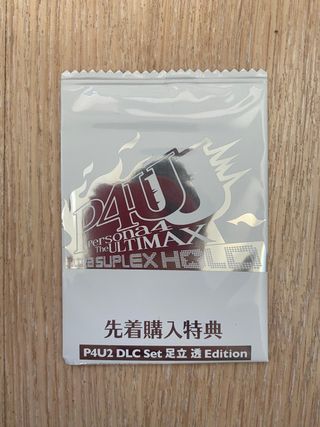 P4U
Persona4
The ULTIMAX
ULTRA SUPLEX HOLD
先着購入特典
P4U2 DLC Set 足立 透 Edition